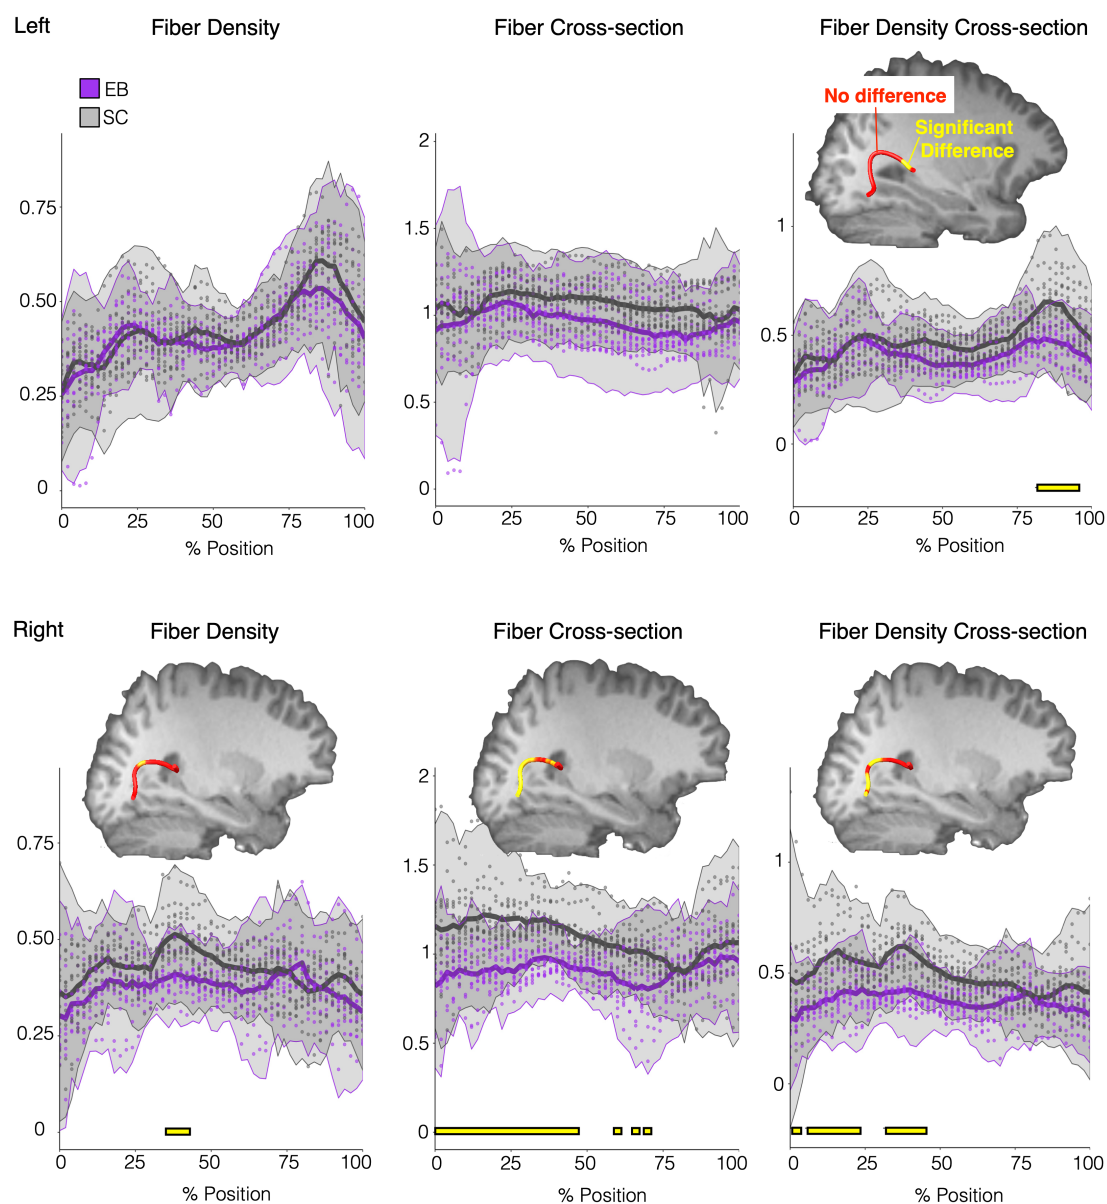 Left
Fiber Density
Fiber Cross-section
Fiber Density Cross-section
EB
SC
No difference
Significant
Difference
0.75
0.50
0.25
0
0
25
50
75
100
% Position
2
1.5
1
0.5
0
0
25
50
75
100
% Position
1
0.5
0
0
25
50
75
100
% Position
Right
Fiber Density
Fiber Cross-section
Fiber Density Cross-section
0.75
0.50
0.25
0
0
25
50
75
100
% Position
2
1.5
1
0.5
0
0
25
50
75
100
% Position
1
0.5
0
0
25
50
75
100
% Position